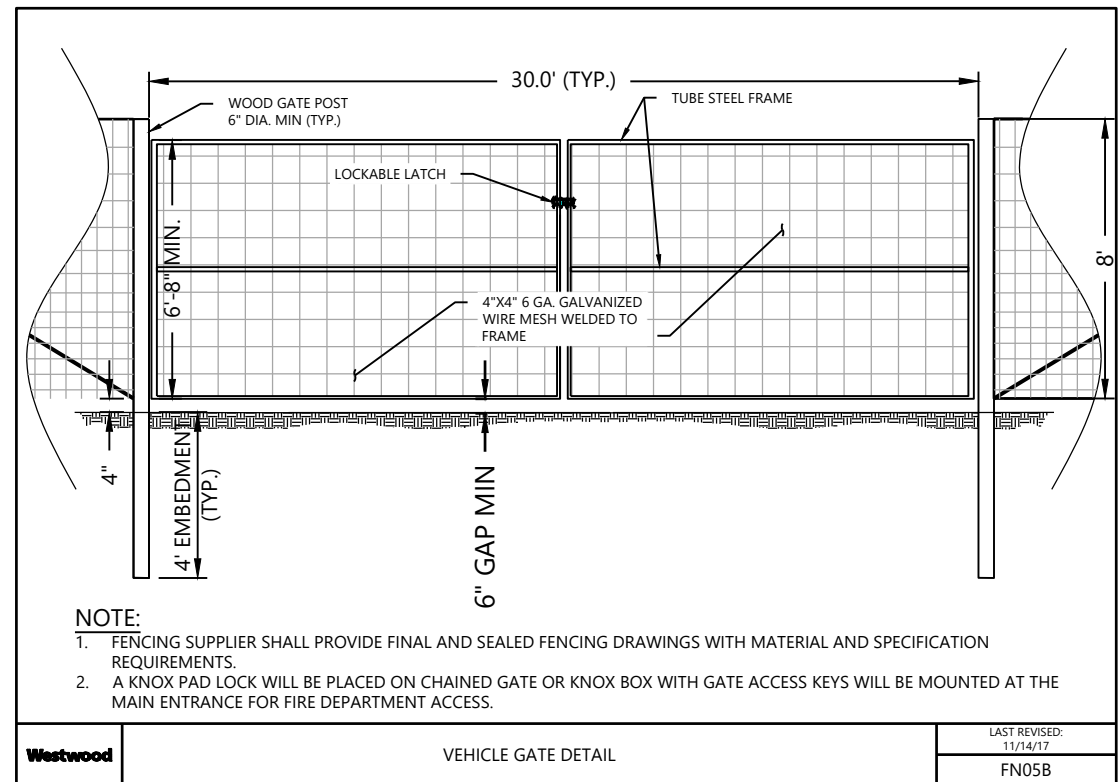 30.0' (TYP.)
WOOD GATE POST
6" DIA. MIN (TYP.)
TUBE STEEL FRAME
LOCKABLE LATCH
6'-8" MIN.
8'
4"X4" 6 GA. GALVANIZED
WIRE MESH WELDED TO
FRAME
4"
4' EMBEDMENT
(TYP.)
6" GAP MIN
NOTE:
1. FENCING SUPPLIER SHALL PROVIDE FINAL AND SEALED FENCING DRAWINGS WITH MATERIAL AND SPECIFICATION
REQUIREMENTS.
2. A KNOX PAD LOCK WILL BE PLACED ON CHAINED GATE OR KNOX BOX WITH GATE ACCESS KEYS WILL BE MOUNTED AT THE
MAIN ENTRANCE FOR FIRE DEPARTMENT ACCESS.
Westwood
VEHICLE GATE DETAIL
LAST REVISED:
11/14/17
FN05B